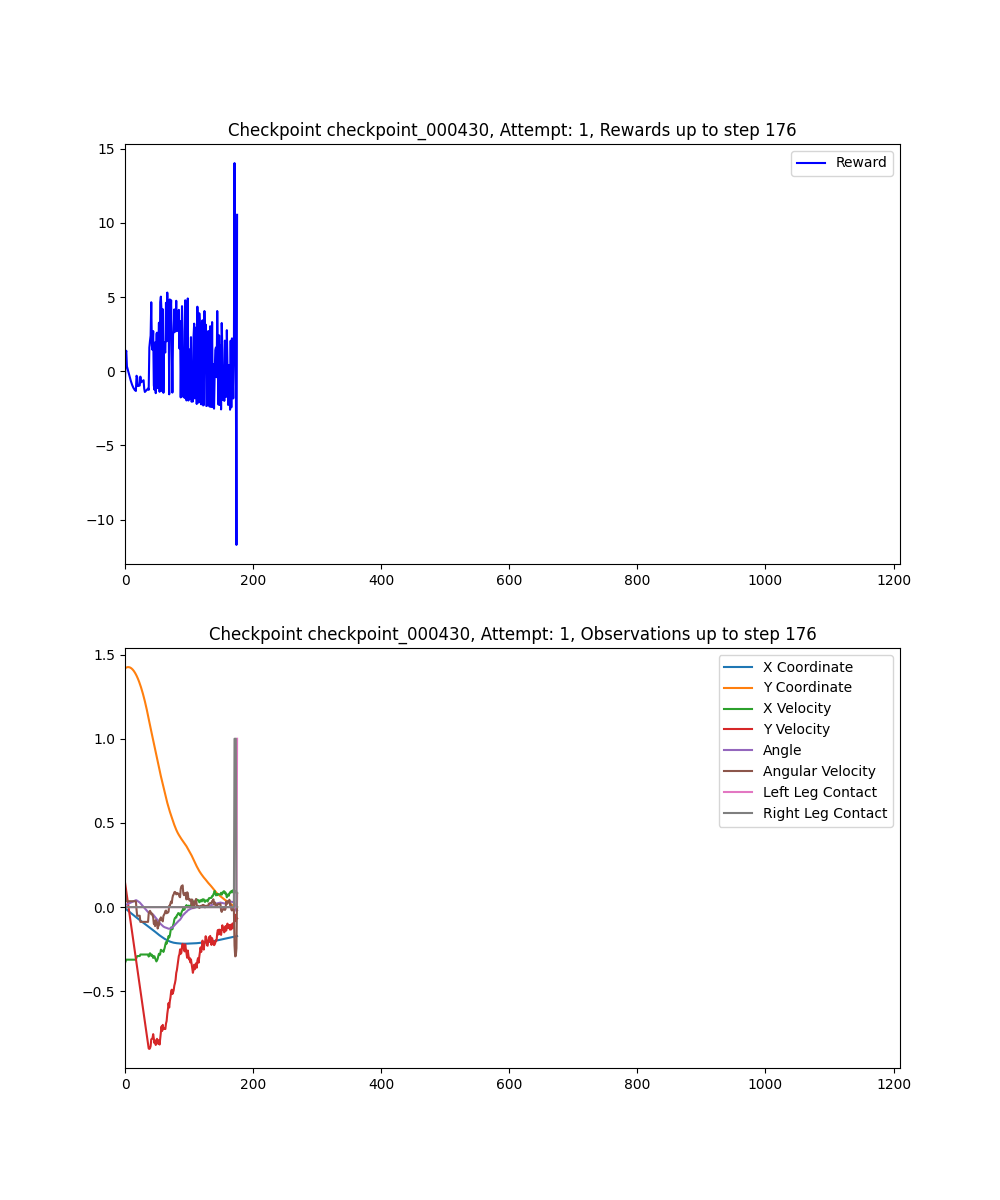 Checkpoint checkpoint_000430, Attempt: 1, Rewards up to step 176
15
10
5
0
−5
−10
Reward
0 200 400 600 800 1000 1200
Checkpoint checkpoint_000430, Attempt: 1, Observations up to step 176
1.5
1.0
0.5
0.0
−0.5
X Coordinate
Y Coordinate
X Velocity
Y Velocity
Angle
Angular Velocity
Left Leg Contact
Right Leg Contact
0 200 400 600 800 1000 1200